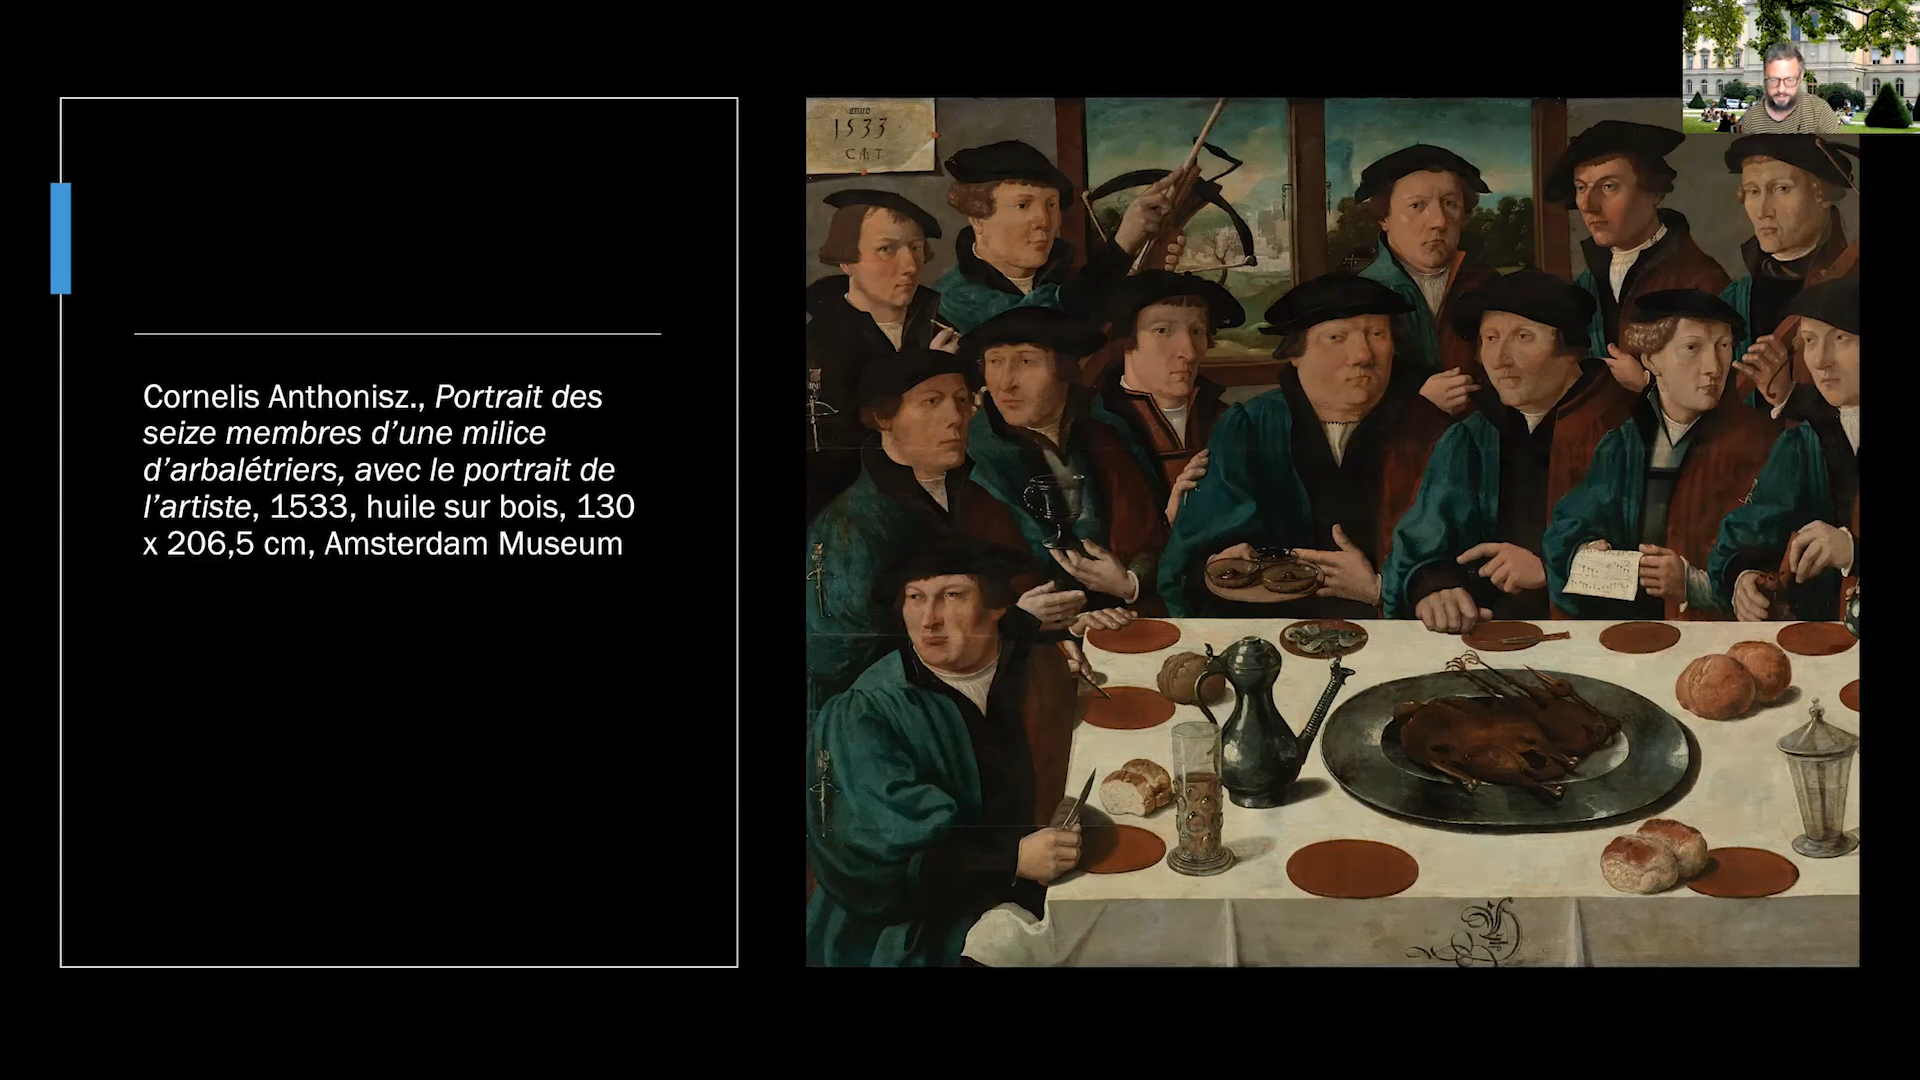 Cornelis Anthonisz., Portrait des
seize membres d’une milice
d’arbalétriers, avec le portrait de
l’artiste, 1533, huile sur bois, 130
x 206,5 cm, Amsterdam Museum
anno
1533